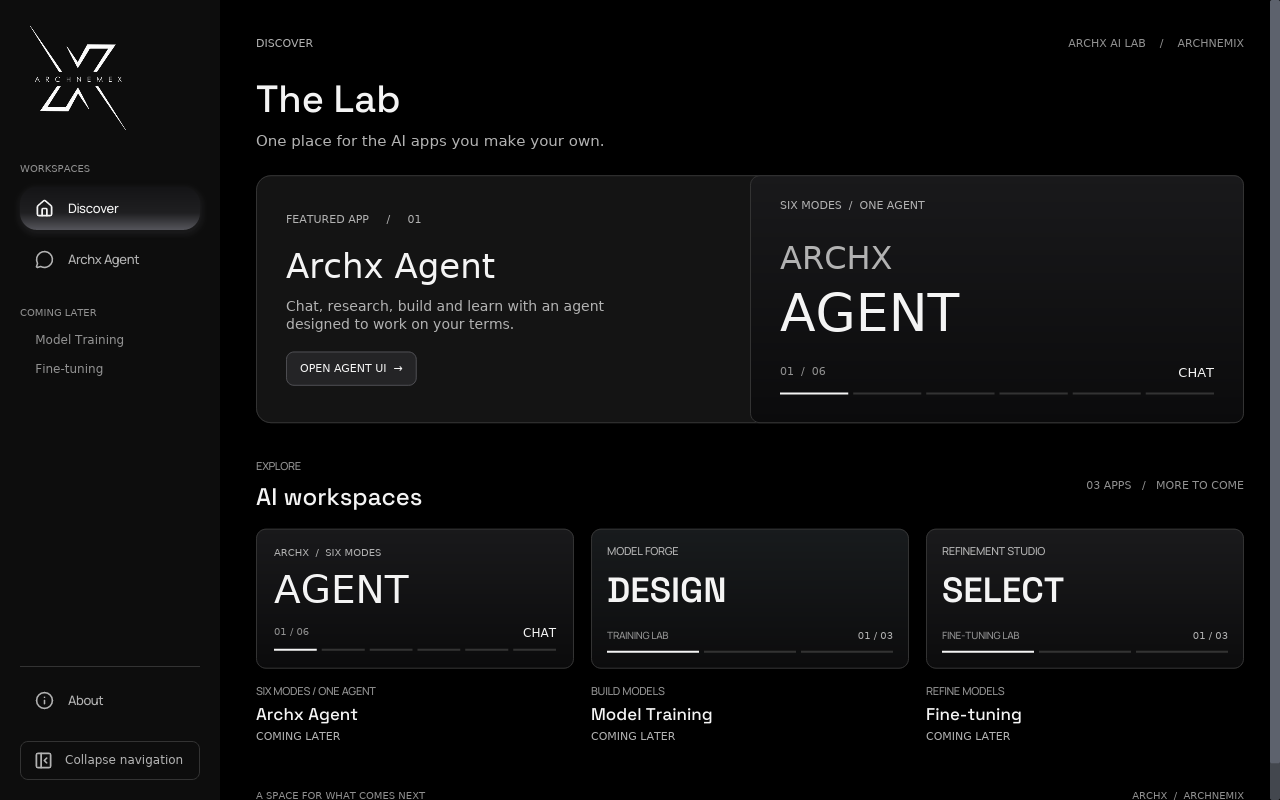 ARCHNEMEX
WORKSPACES
Discover
Archx Agent
COMING LATER
Model Training
Fine-tuning
About
Collapse navigation
DISCOVER
ARCHX AI LAB / ARCHNEMIX
The Lab
One place for the AI apps you make your own.
FEATURED APP / 01
Archx Agent
Chat, research, build and learn with an agent
designed to work on your terms.
OPEN AGENT UI →
SIX MODES / ONE AGENT
ARCHX
AGENT
01 / 06
CHAT
EXPLORE
AI workspaces
03 APPS / MORE TO COME
ARCHX / SIX MODES
AGENT
01 / 06
CHAT
SIX MODES / ONE AGENT
Archx Agent
COMING LATER
MODEL FORGE
DESIGN
TRAINING LAB
01 / 03
BUILD MODELS
Model Training
COMING LATER
REFINEMENT STUDIO
SELECT
FINE-TUNING LAB
01 / 03
REFINE MODELS
Fine-tuning
COMING LATER
A SPACE FOR WHAT COMES NEXT
ARCHX / ARCHNEMIX